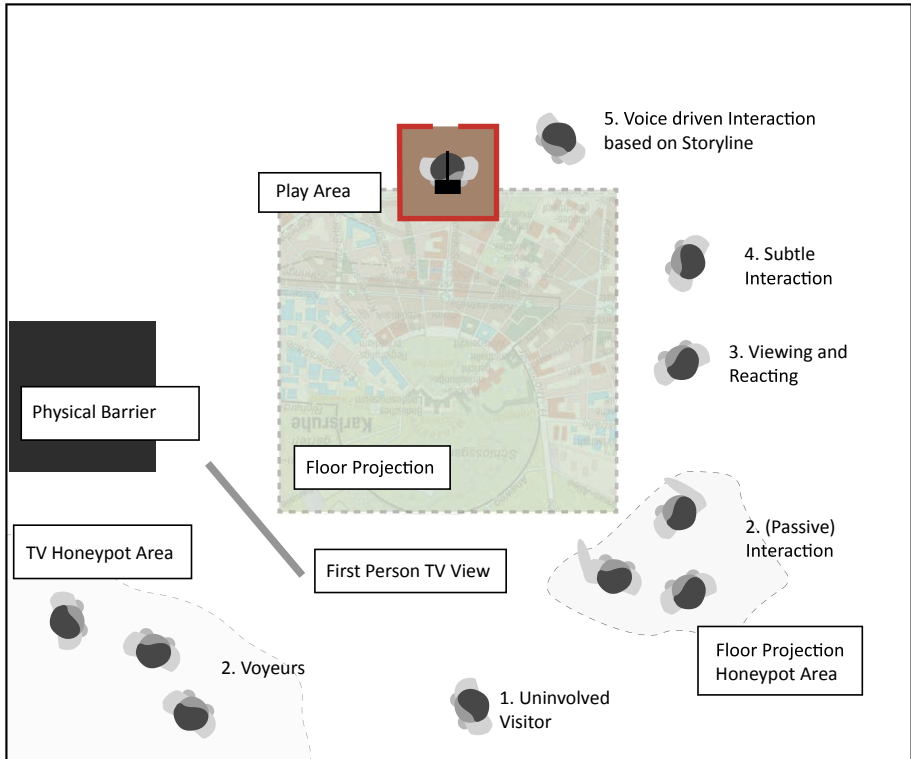 5. Voice driven Interaction
based on Storyline
Play Area
4. Subtle
Interaction
3. Viewing and
Reacting
Physical Barrier
Karlsruhe
Floor Projection
2. (Passive)
Interaction
TV Honeypot Area
First Person TV View
Floor Projection
Honeypot Area
2. Voyeurs
1. Uninvolved
Visitor